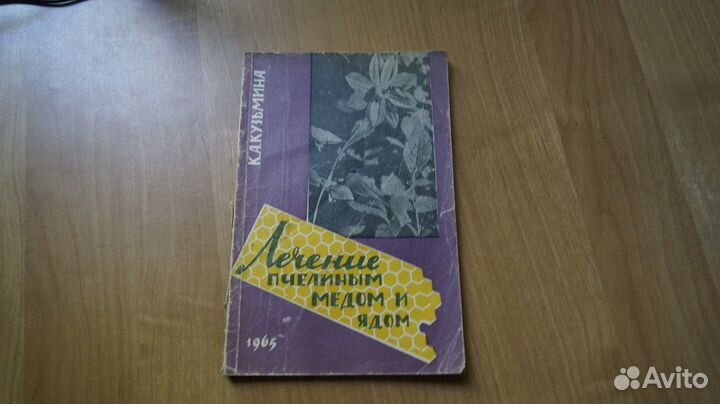 К.А.КУЗЬМИНА
Лечение
ПЧЕЛИНЫМ
МЕДОМ И
ЯДОМ
1965
Avito